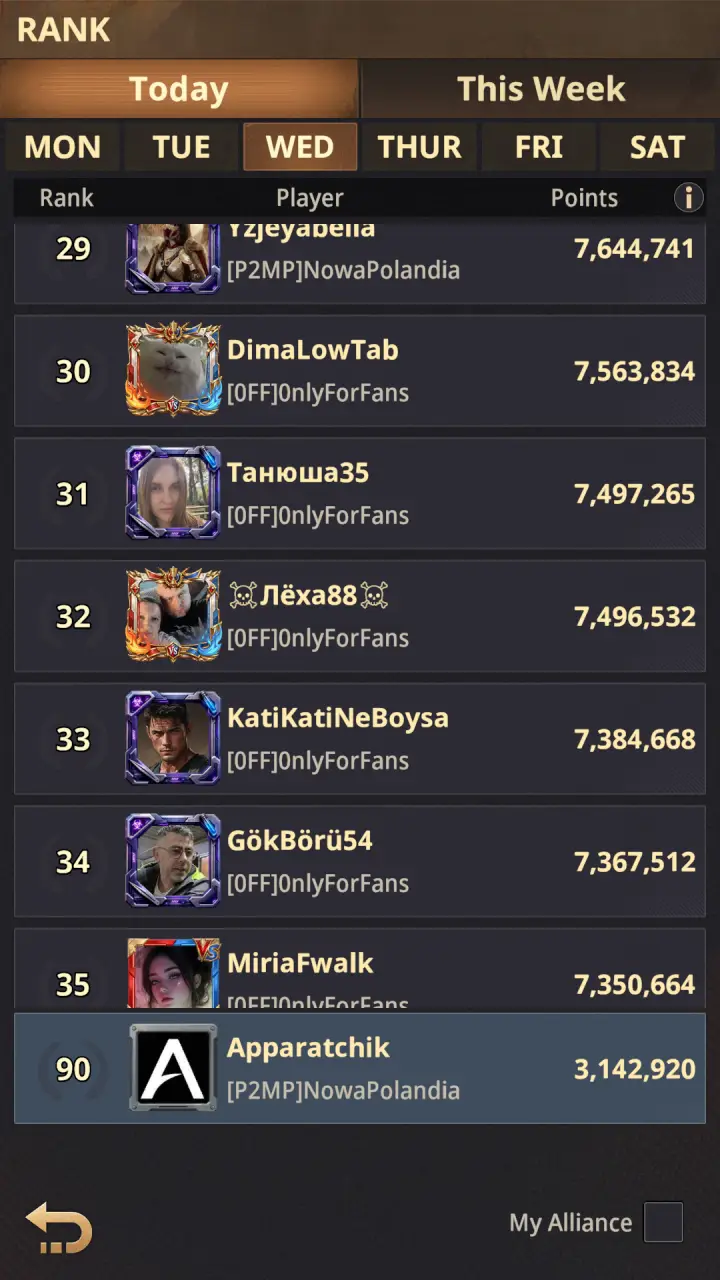 RANK
Today This Week
MON TUE WED THUR FRI SAT
Rank Player Points
29 Yzjeyabella 7,644,741
[P2MP]NowaPolandia
30 DimaLowTab 7,563,834
[0FF]0nlyForFans
31 Танюша35 7,497,265
[0FF]0nlyForFans
32 ☠Лёха88☠ 7,496,532
[0FF]0nlyForFans
33 KatiKatiNeBoysa 7,384,668
[0FF]0nlyForFans
34 GökBörü54 7,367,512
[0FF]0nlyForFans
35 MiriaFwalk 7,350,664
[0FF]0nlyForFans
90 Apparatchik 3,142,920
[P2MP]NowaPolandia
My Alliance